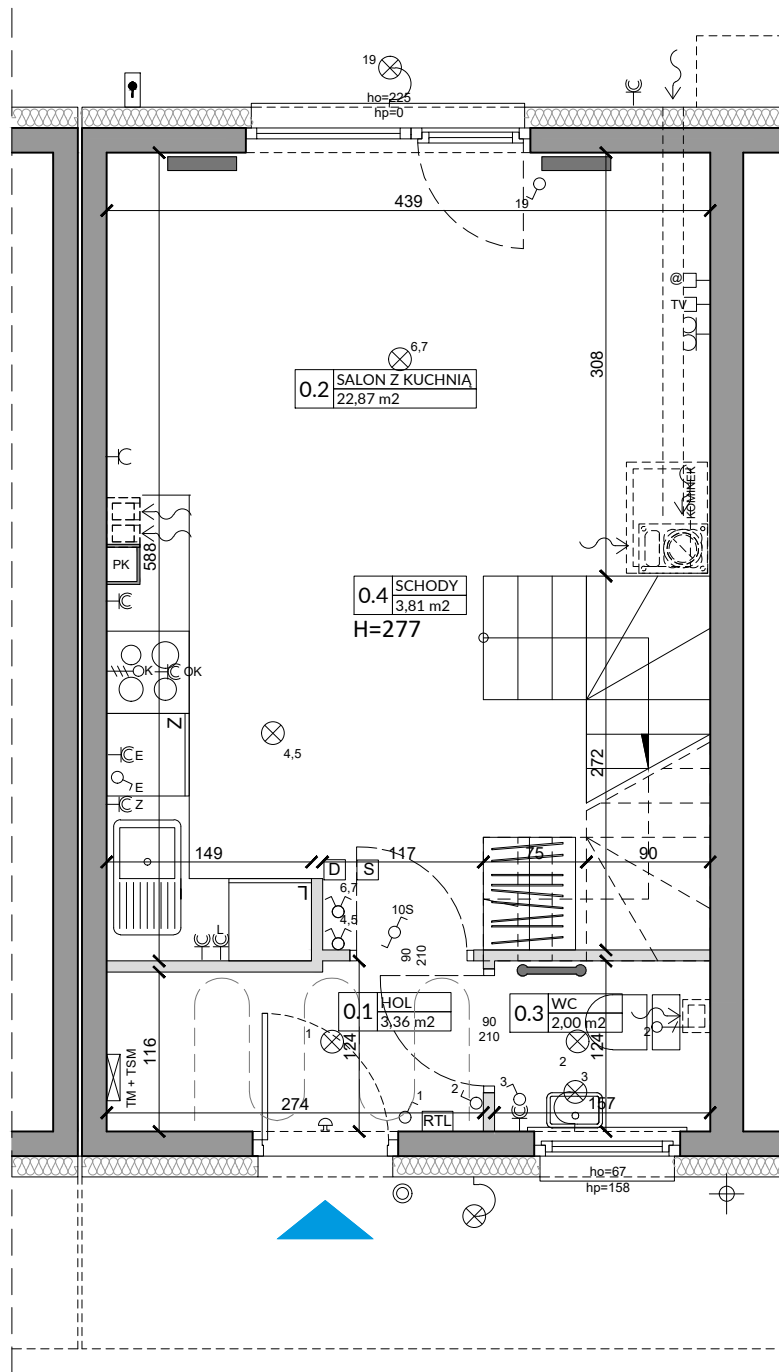 19
ho=225
hp=0
439
19
@
TV
6,7
0.2 SALON Z KUCHNIĄ
22,87 m2
308
KOMINEK
588
PK
0.4 SCHODY
3,81 m2
H=277
OK
OK
Z
4,5
E
E
Z
272
149
117
75
90
D
S
6,7
4,5
10S
90
210
L
L
0.1 HOL
3,36 m2
0.3 WC
2,00 m2
90
210
1
124
2
2
124
116
TM + TSM
3
3
274
1
2
RTL
157
ho=67
hp=158